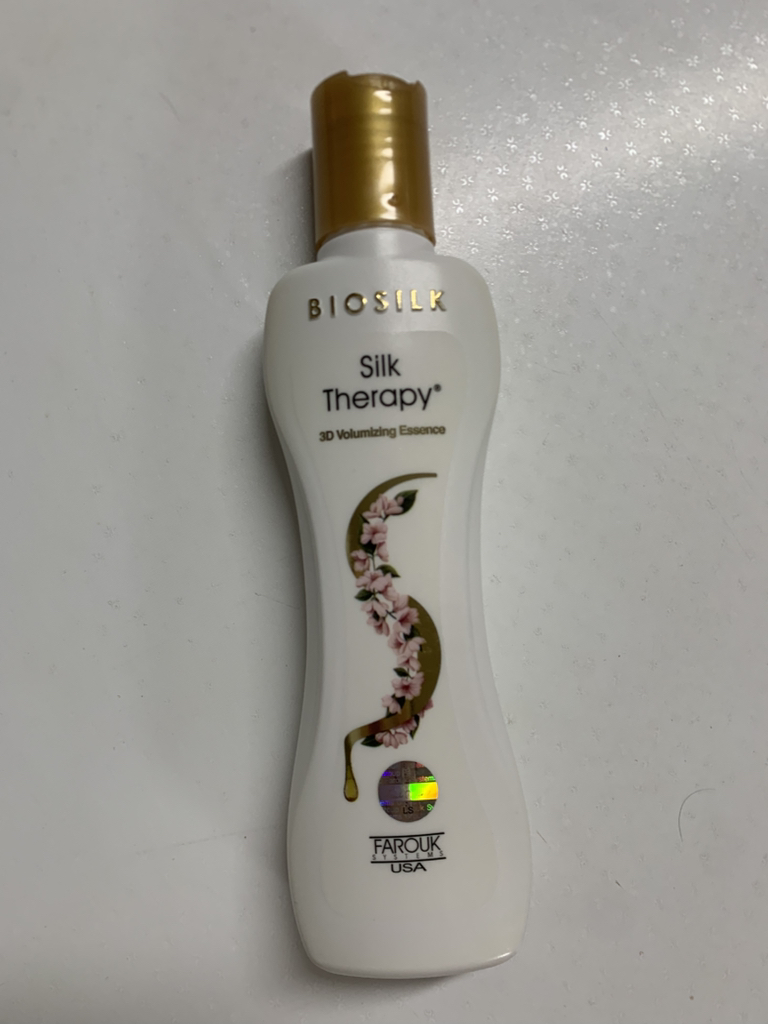 BIOSILK
Silk
Therapy®
3D Volumizing Essence
FAROUK
SYSTEMS
USA